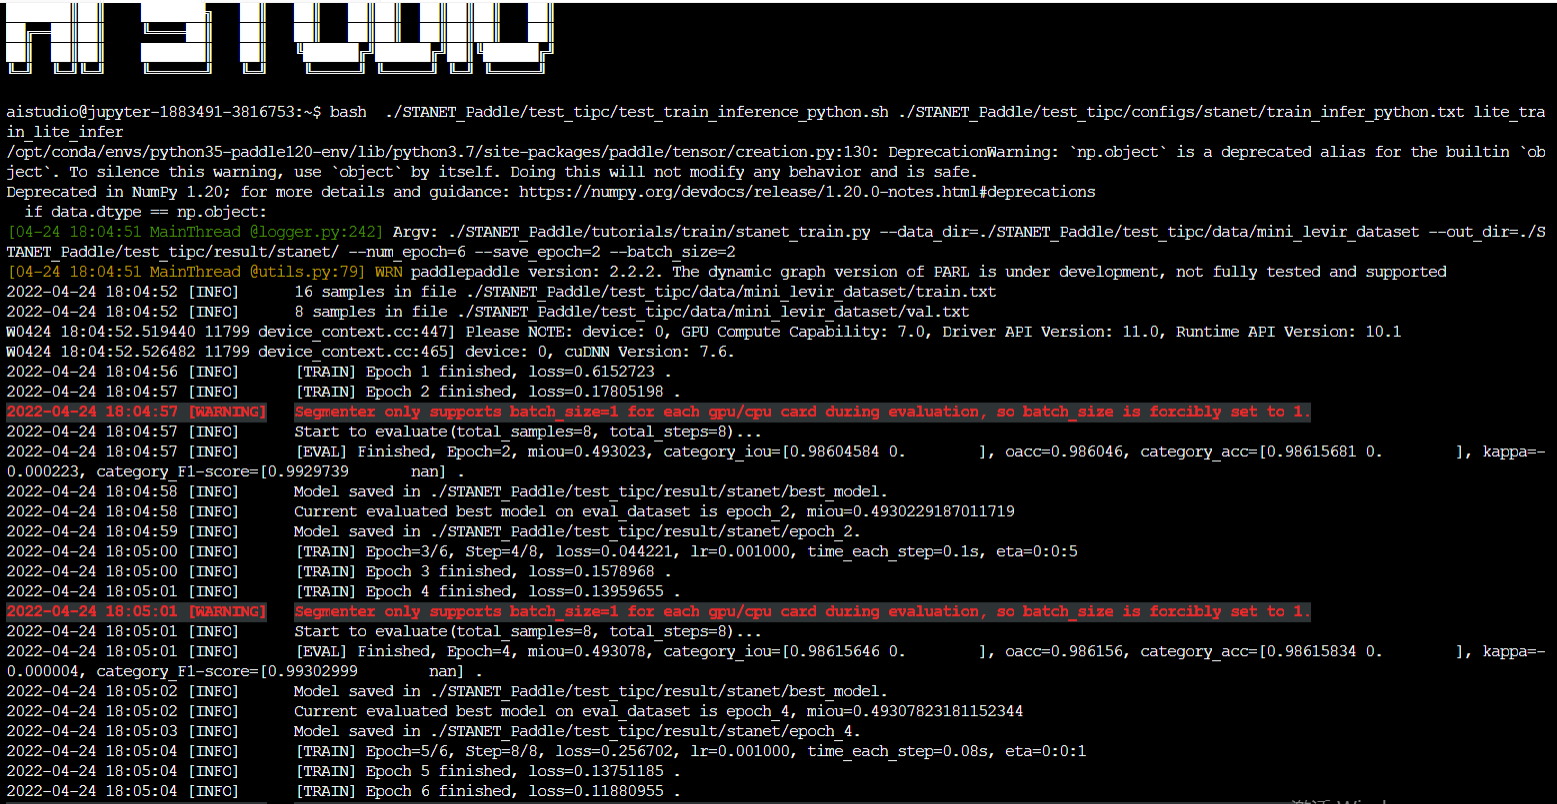 aistudio@jupyter-1883491-3816753:~$ bash  ./STANET_Paddle/test_tipc/test_train_inference_python.sh ./STANET_Paddle/test_tipc/configs/stanet/train_infer_python.txt lite_tra
in_lite_infer
/opt/conda/envs/python35-paddle120-env/lib/python3.7/site-packages/paddle/tensor/creation.py:130: DeprecationWarning: `np.object` is a deprecated alias for the builtin `ob
ject`. To silence this warning, use `object` by itself. Doing this will not modify any behavior and is safe.
Deprecated in NumPy 1.20; for more details and guidance: https://numpy.org/devdocs/release/1.20.0-notes.html#deprecations
  if data.dtype == np.object:
[04-24 18:04:51 MainThread @logger.py:242] Argv: ./STANET_Paddle/tutorials/train/stanet_train.py --data_dir=./STANET_Paddle/test_tipc/data/mini_levir_dataset --out_dir=./S
TANET_Paddle/test_tipc/result/stanet/ --num_epoch=6 --save_epoch=2 --batch_size=2
[04-24 18:04:51 MainThread @utils.py:79] WRN paddlepaddle version: 2.2.2. The dynamic graph version of PARL is under development, not fully tested and supported
2022-04-24 18:04:52 [INFO]      16 samples in file ./STANET_Paddle/test_tipc/data/mini_levir_dataset/train.txt
2022-04-24 18:04:52 [INFO]      8 samples in file ./STANET_Paddle/test_tipc/data/mini_levir_dataset/val.txt
W0424 18:04:52.519440 11799 device_context.cc:447] Please NOTE: device: 0, GPU Compute Capability: 7.0, Driver API Version: 11.0, Runtime API Version: 10.1
W0424 18:04:52.526482 11799 device_context.cc:465] device: 0, cuDNN Version: 7.6.
2022-04-24 18:04:56 [INFO]      [TRAIN] Epoch 1 finished, loss=0.6152723 .
2022-04-24 18:04:57 [INFO]      [TRAIN] Epoch 2 finished, loss=0.17805198 .
2022-04-24 18:04:57 [WARNING]   Segmenter only supports batch_size=1 for each gpu/cpu card during evaluation, so batch_size is forcibly set to 1.
2022-04-24 18:04:57 [INFO]      Start to evaluate(total_samples=8, total_steps=8)...
2022-04-24 18:04:57 [INFO]      [EVAL] Finished, Epoch=2, miou=0.493023, category_iou=[0.98604584 0.        ], oacc=0.986046, category_acc=[0.98615681 0.        ], kappa=-
0.000223, category_F1-score=[0.9929739       nan] .
2022-04-24 18:04:58 [INFO]      Model saved in ./STANET_Paddle/test_tipc/result/stanet/best_model.
2022-04-24 18:04:58 [INFO]      Current evaluated best model on eval_dataset is epoch_2, miou=0.4930229187011719
2022-04-24 18:04:59 [INFO]      Model saved in ./STANET_Paddle/test_tipc/result/stanet/epoch_2.
2022-04-24 18:05:00 [INFO]      [TRAIN] Epoch=3/6, Step=4/8, loss=0.044221, lr=0.001000, time_each_step=0.1s, eta=0:0:5
2022-04-24 18:05:00 [INFO]      [TRAIN] Epoch 3 finished, loss=0.1578968 .
2022-04-24 18:05:01 [INFO]      [TRAIN] Epoch 4 finished, loss=0.13959655 .
2022-04-24 18:05:01 [WARNING]   Segmenter only supports batch_size=1 for each gpu/cpu card during evaluation, so batch_size is forcibly set to 1.
2022-04-24 18:05:01 [INFO]      Start to evaluate(total_samples=8, total_steps=8)...
2022-04-24 18:05:01 [INFO]      [EVAL] Finished, Epoch=4, miou=0.493078, category_iou=[0.98615646 0.        ], oacc=0.986156, category_acc=[0.98615834 0.        ], kappa=-
0.000004, category_F1-score=[0.99302999        nan] .
2022-04-24 18:05:02 [INFO]      Model saved in ./STANET_Paddle/test_tipc/result/stanet/best_model.
2022-04-24 18:05:02 [INFO]      Current evaluated best model on eval_dataset is epoch_4, miou=0.49307823181152344
2022-04-24 18:05:03 [INFO]      Model saved in ./STANET_Paddle/test_tipc/result/stanet/epoch_4.
2022-04-24 18:05:04 [INFO]      [TRAIN] Epoch=5/6, Step=8/8, loss=0.256702, lr=0.001000, time_each_step=0.08s, eta=0:0:1
2022-04-24 18:05:04 [INFO]      [TRAIN] Epoch 5 finished, loss=0.13751185 .
2022-04-24 18:05:04 [INFO]      [TRAIN] Epoch 6 finished, loss=0.11880955 .